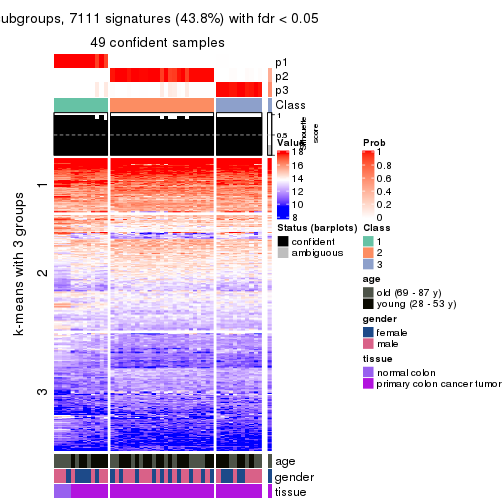 ubgroups, 7111 signatures (43.8%) with fdr < 0.05
49 confident samples
p1
p2
p3
Class
1
0.5
silhouette
score
k-means with 3 groups
1
2
3
Value
18
16
14
12
10
8
Status (barplots)
confident
ambiguous
Prob
1
0.8
0.6
0.4
0.2
0
Class
1
2
3
age
old (69 - 87 y)
young (28 - 53 y)
gender
female
male
tissue
normal colon
primary colon cancer tumor
age
gender
tissue